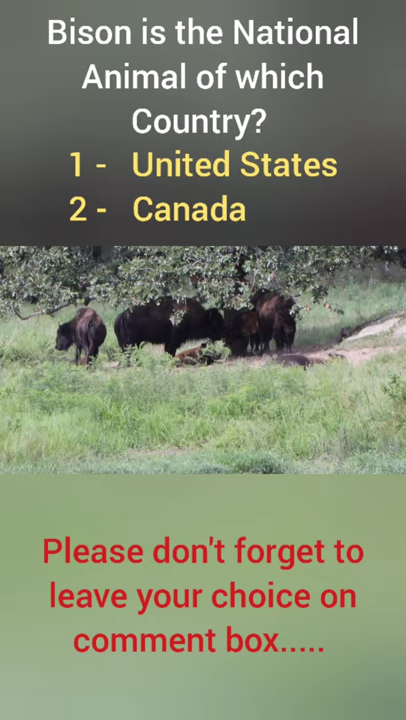 Bison is the National
Animal of which
Country?
1 - United States
2 - Canada
Please don't forget to
leave your choice on
comment box.....